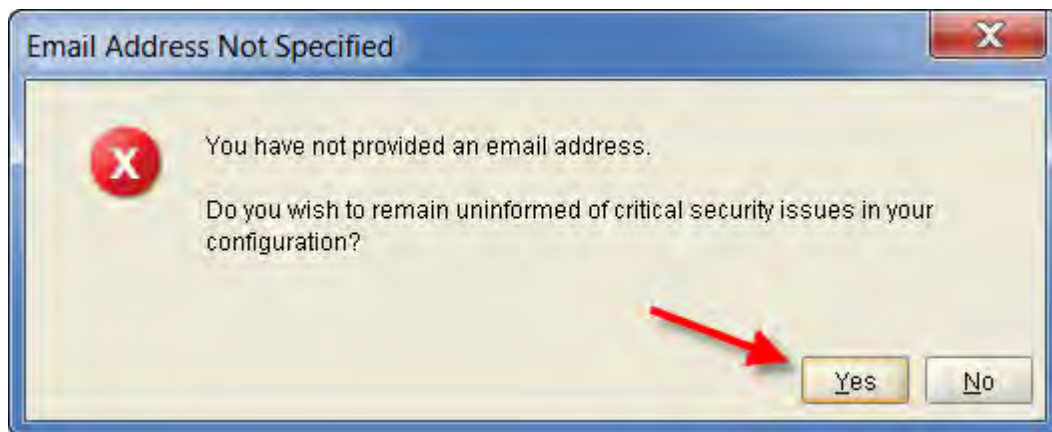 Email Address Not Specified
You have not provided an email address.
Do you wish to remain uninformed of critical security issues in your
configuration?
Yes No